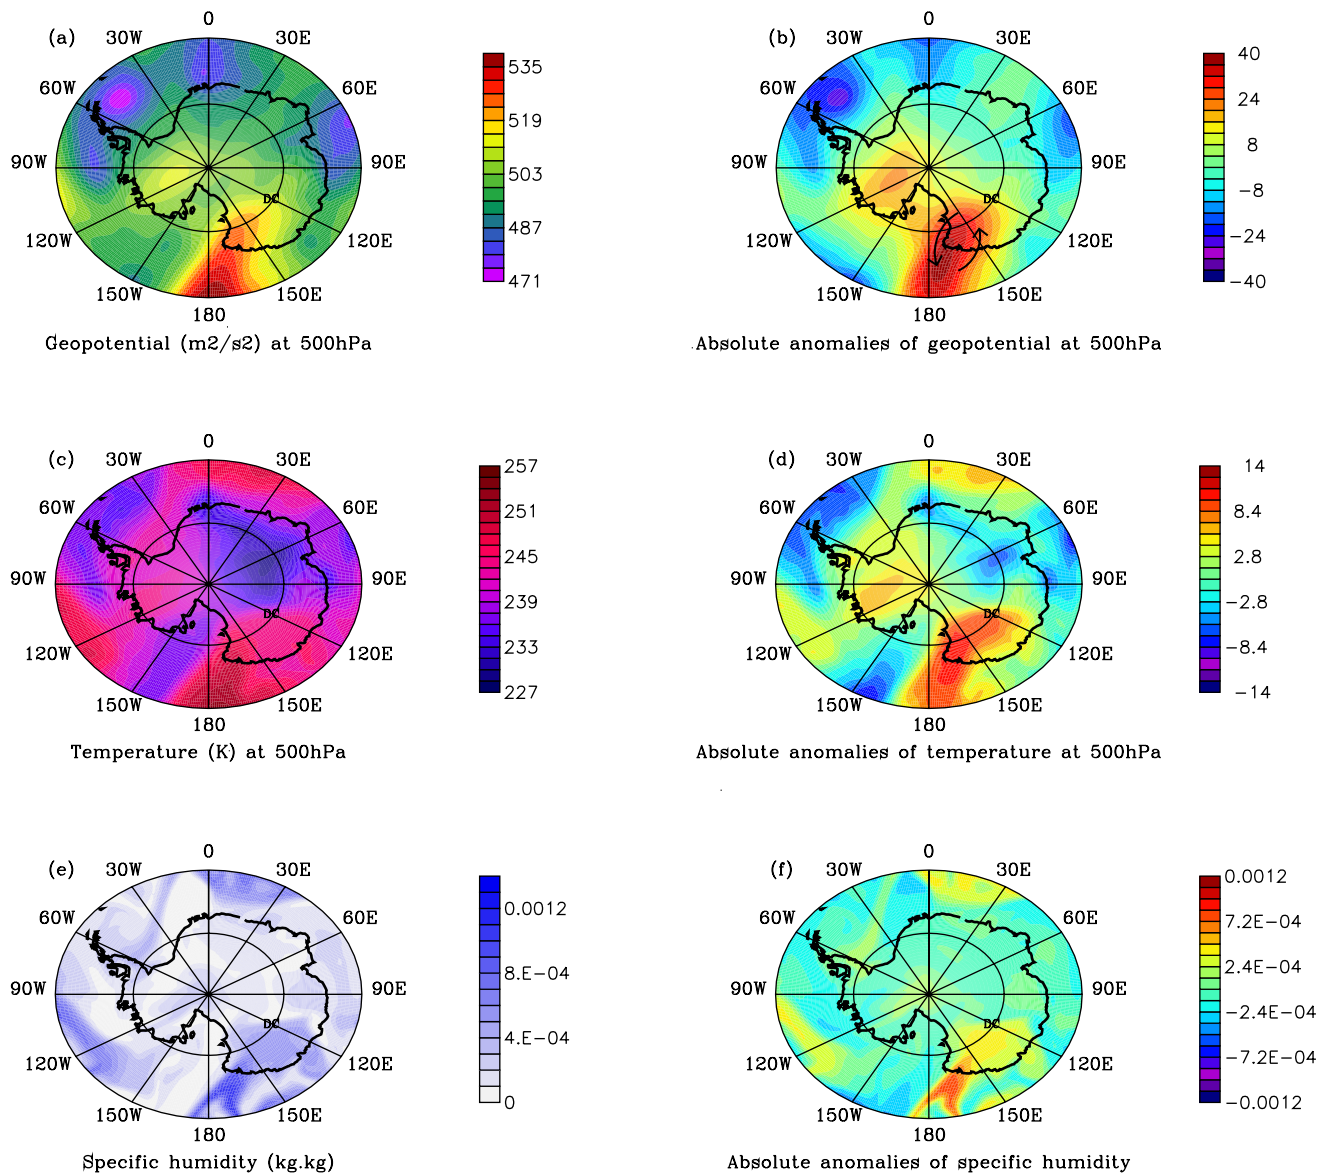 (a)
0
30W
30E
60W
60E
90W
90E
120W
120E
150W
150E
180
535
519
503
487
471
Geopotential (m2/s2) at 500hPa
DC
(b)
0
30W
30E
60W
60E
90W
90E
120W
120E
150W
150E
180
40
24
8
−8
−24
−40
Absolute anomalies of geopotential at 500hPa
DC
(c)
0
30W
30E
60W
60E
90W
90E
120W
120E
150W
150E
180
257
251
245
239
233
227
Temperature (K) at 500hPa
DC
(d)
0
30W
30E
60W
60E
90W
90E
120W
120E
150W
150E
180
14
8.4
2.8
−2.8
−8.4
−14
Absolute anomalies of temperature at 500hPa
DC
(e)
0
30W
30E
60W
60E
90W
90E
120W
120E
150W
150E
180
0.0012
8.E−04
4.E−04
0
Specific humidity (kg.kg)
DC
(f)
0
30W
30E
60W
60E
90W
90E
120W
120E
150W
150E
180
0.0012
7.2E−04
2.4E−04
−2.4E−04
−7.2E−04
−0.0012
Absolute anomalies of specific humidity
DC